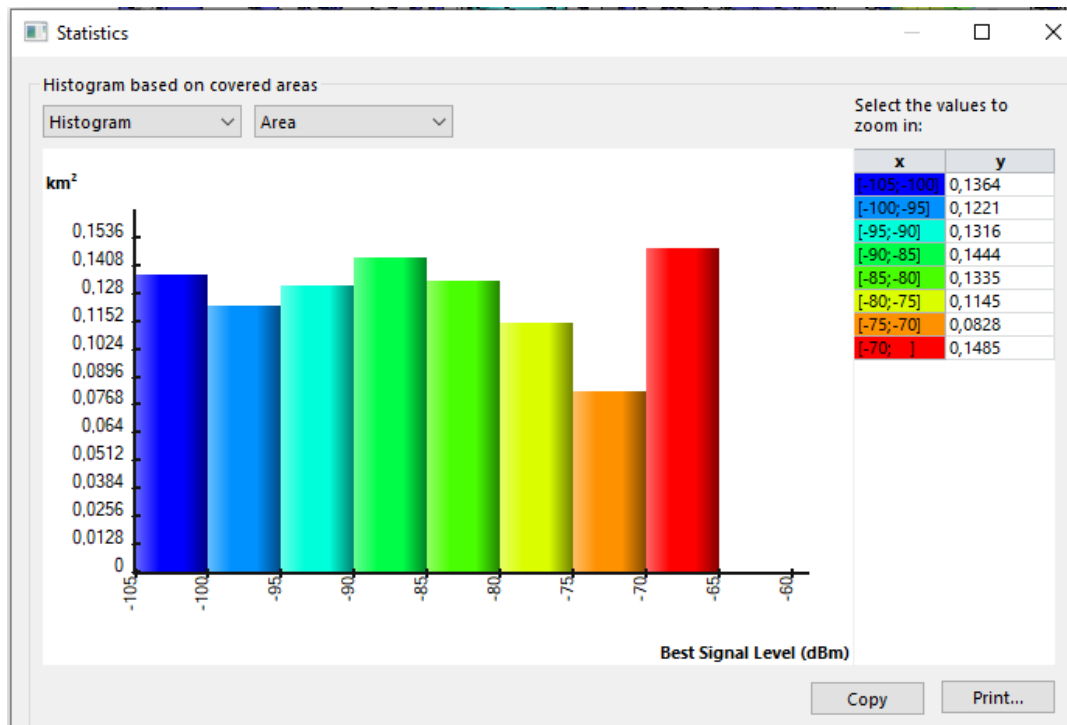 Statistics
Histogram based on covered areas
Histogram
Area
Select the values to
zoom in:
km²
0,1536
0,1408
0,128
0,1152
0,1024
0,0896
0,0768
0,064
0,0512
0,0384
0,0256
0,0128
0
-105
-100
-95
-90
-85
-80
-75
-70
-65
-60
Best Signal Level (dBm)
x y
[-105;-100] 0,1364
[-100;-95] 0,1221
[-95;-90] 0,1316
[-90;-85] 0,1444
[-85;-80] 0,1335
[-80;-75] 0,1145
[-75;-70] 0,0828
[-70; ] 0,1485
Copy
Print...